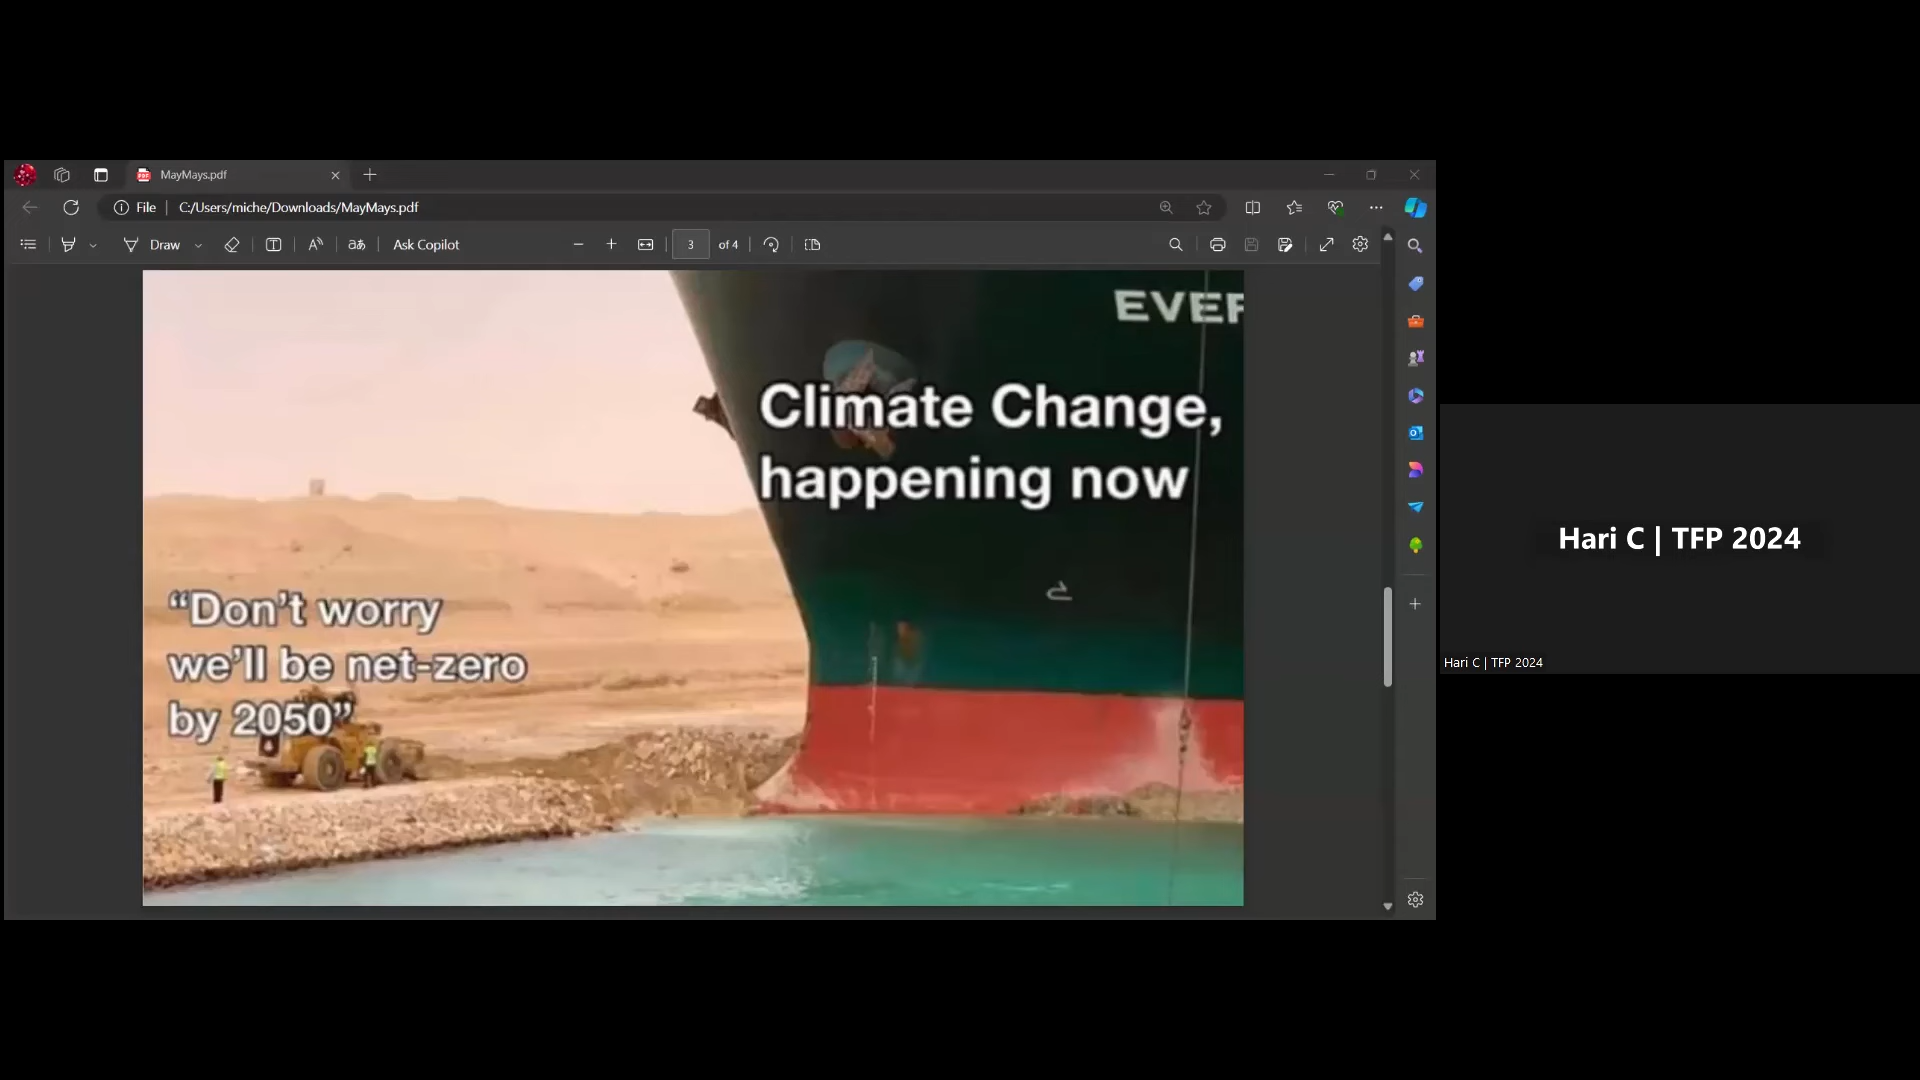 MayMays.pdf
File
C:/Users/miche/Downloads/MayMays.pdf
Draw
Ask Copilot
3 of 4
EVER
Climate Change,
happening now
“Don’t worry
we’ll be net-zero
by 2050”
Hari C | TFP 2024
Hari C | TFP 2024